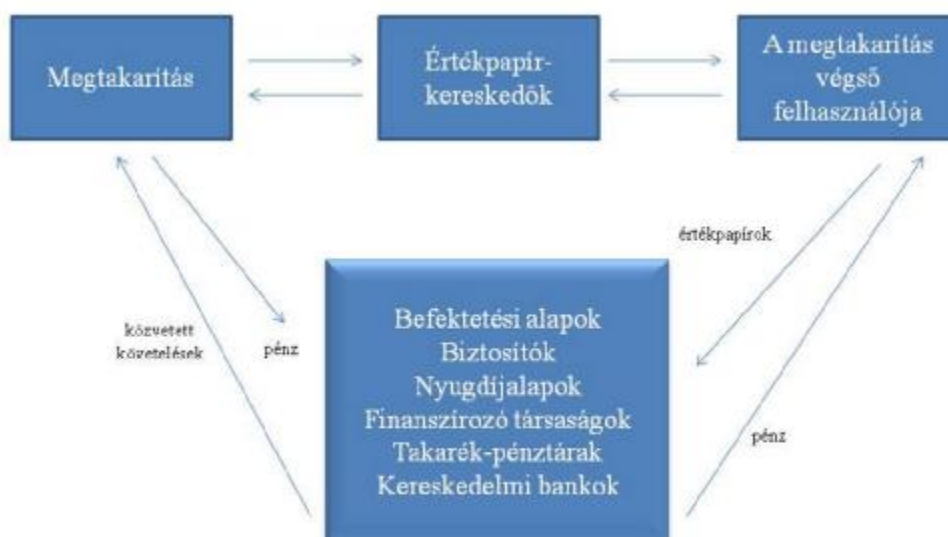 Megtakarítás
Értékpapír-
kereskedők
A megtakarítás
végső
felhasználója
értékpapírok
közvetett
követelések
pénz
Befektetési alapok
Biztosítók
Nyugdíjalapok
Finanszírozó társaságok
Takarék-pénztárak
Kereskedelmi bankok
pénz